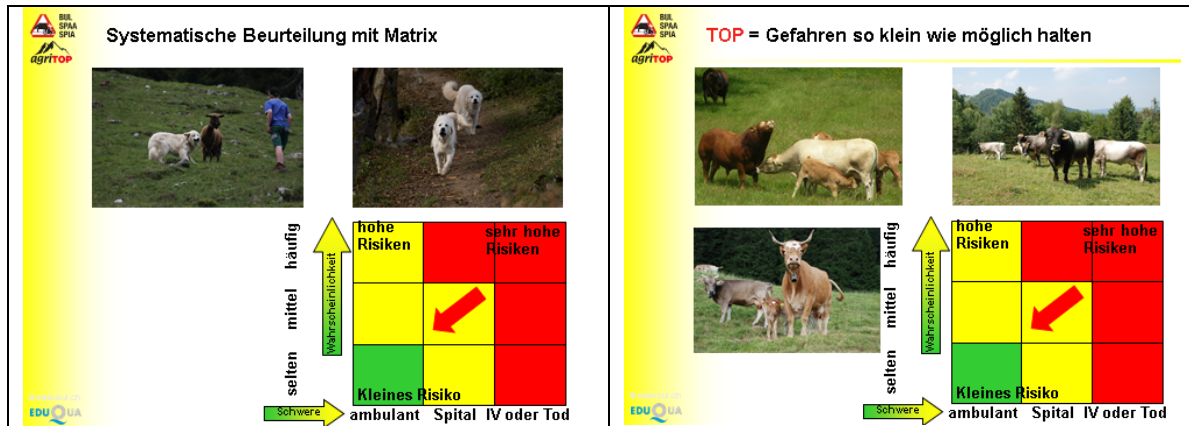 BUL
SPAA
SPIA
agriTOP
Systematische Beurteilung mit Matrix
häufig
mittel
selten
Wahrscheinlichkeit
hohe
Risiken
sehr hohe
Risiken
Kleines Risiko
Schwere
ambulant Spital IV oder Tod
EDUQUA
BUL
SPAA
SPIA
agriTOP
TOP = Gefahren so klein wie möglich halten
häufig
mittel
selten
Wahrscheinlichkeit
hohe
Risiken
sehr hohe
Risiken
Kleines Risiko
Schwere
ambulant Spital IV oder Tod
EDUQUA